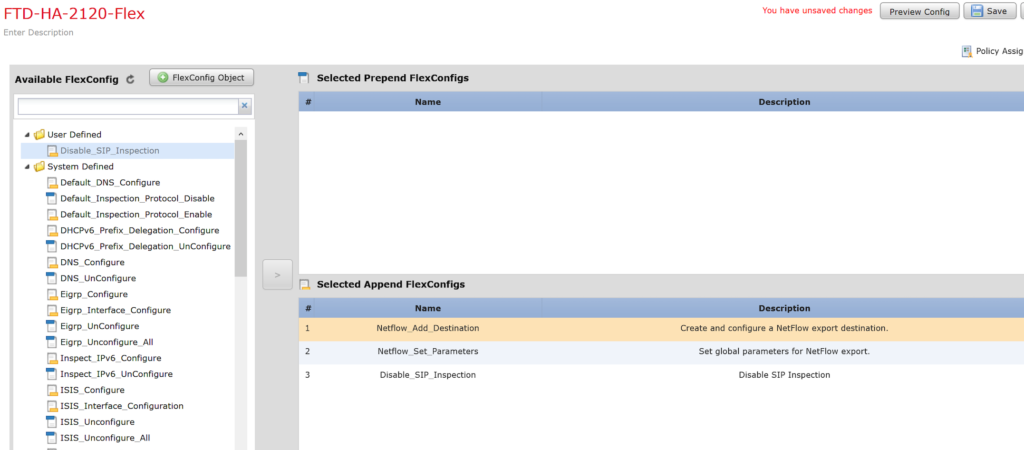 FTD-HA-2120-Flex
You have unsaved changes
Preview Config
Save
Enter Description
Policy Assig
Available FlexConfig
FlexConfig Object
Selected Prepend FlexConfigs
# Name Description
User Defined
Disable_SIP_Inspection
System Defined
Default_DNS_Configure
Default_Inspection_Protocol_Disable
Default_Inspection_Protocol_Enable
DHCPv6_Prefix_Delegation_Configure
DHCPv6_Prefix_Delegation_UnConfigure
DNS_Configure
DNS_UnConfigure
Eigrp_Configure
Eigrp_Interface_Configure
Eigrp_UnConfigure
Eigrp_Unconfigure_All
Inspect_IPv6_Configure
Inspect_IPv6_UnConfigure
ISIS_Configure
ISIS_Interface_Configuration
ISIS_Unconfigure
ISIS_Unconfigure_All
>
Selected Append FlexConfigs
# Name Description
1 Netflow_Add_Destination Create and configure a NetFlow export destination.
2 Netflow_Set_Parameters Set global parameters for NetFlow export.
3 Disable_SIP_Inspection Disable SIP Inspection